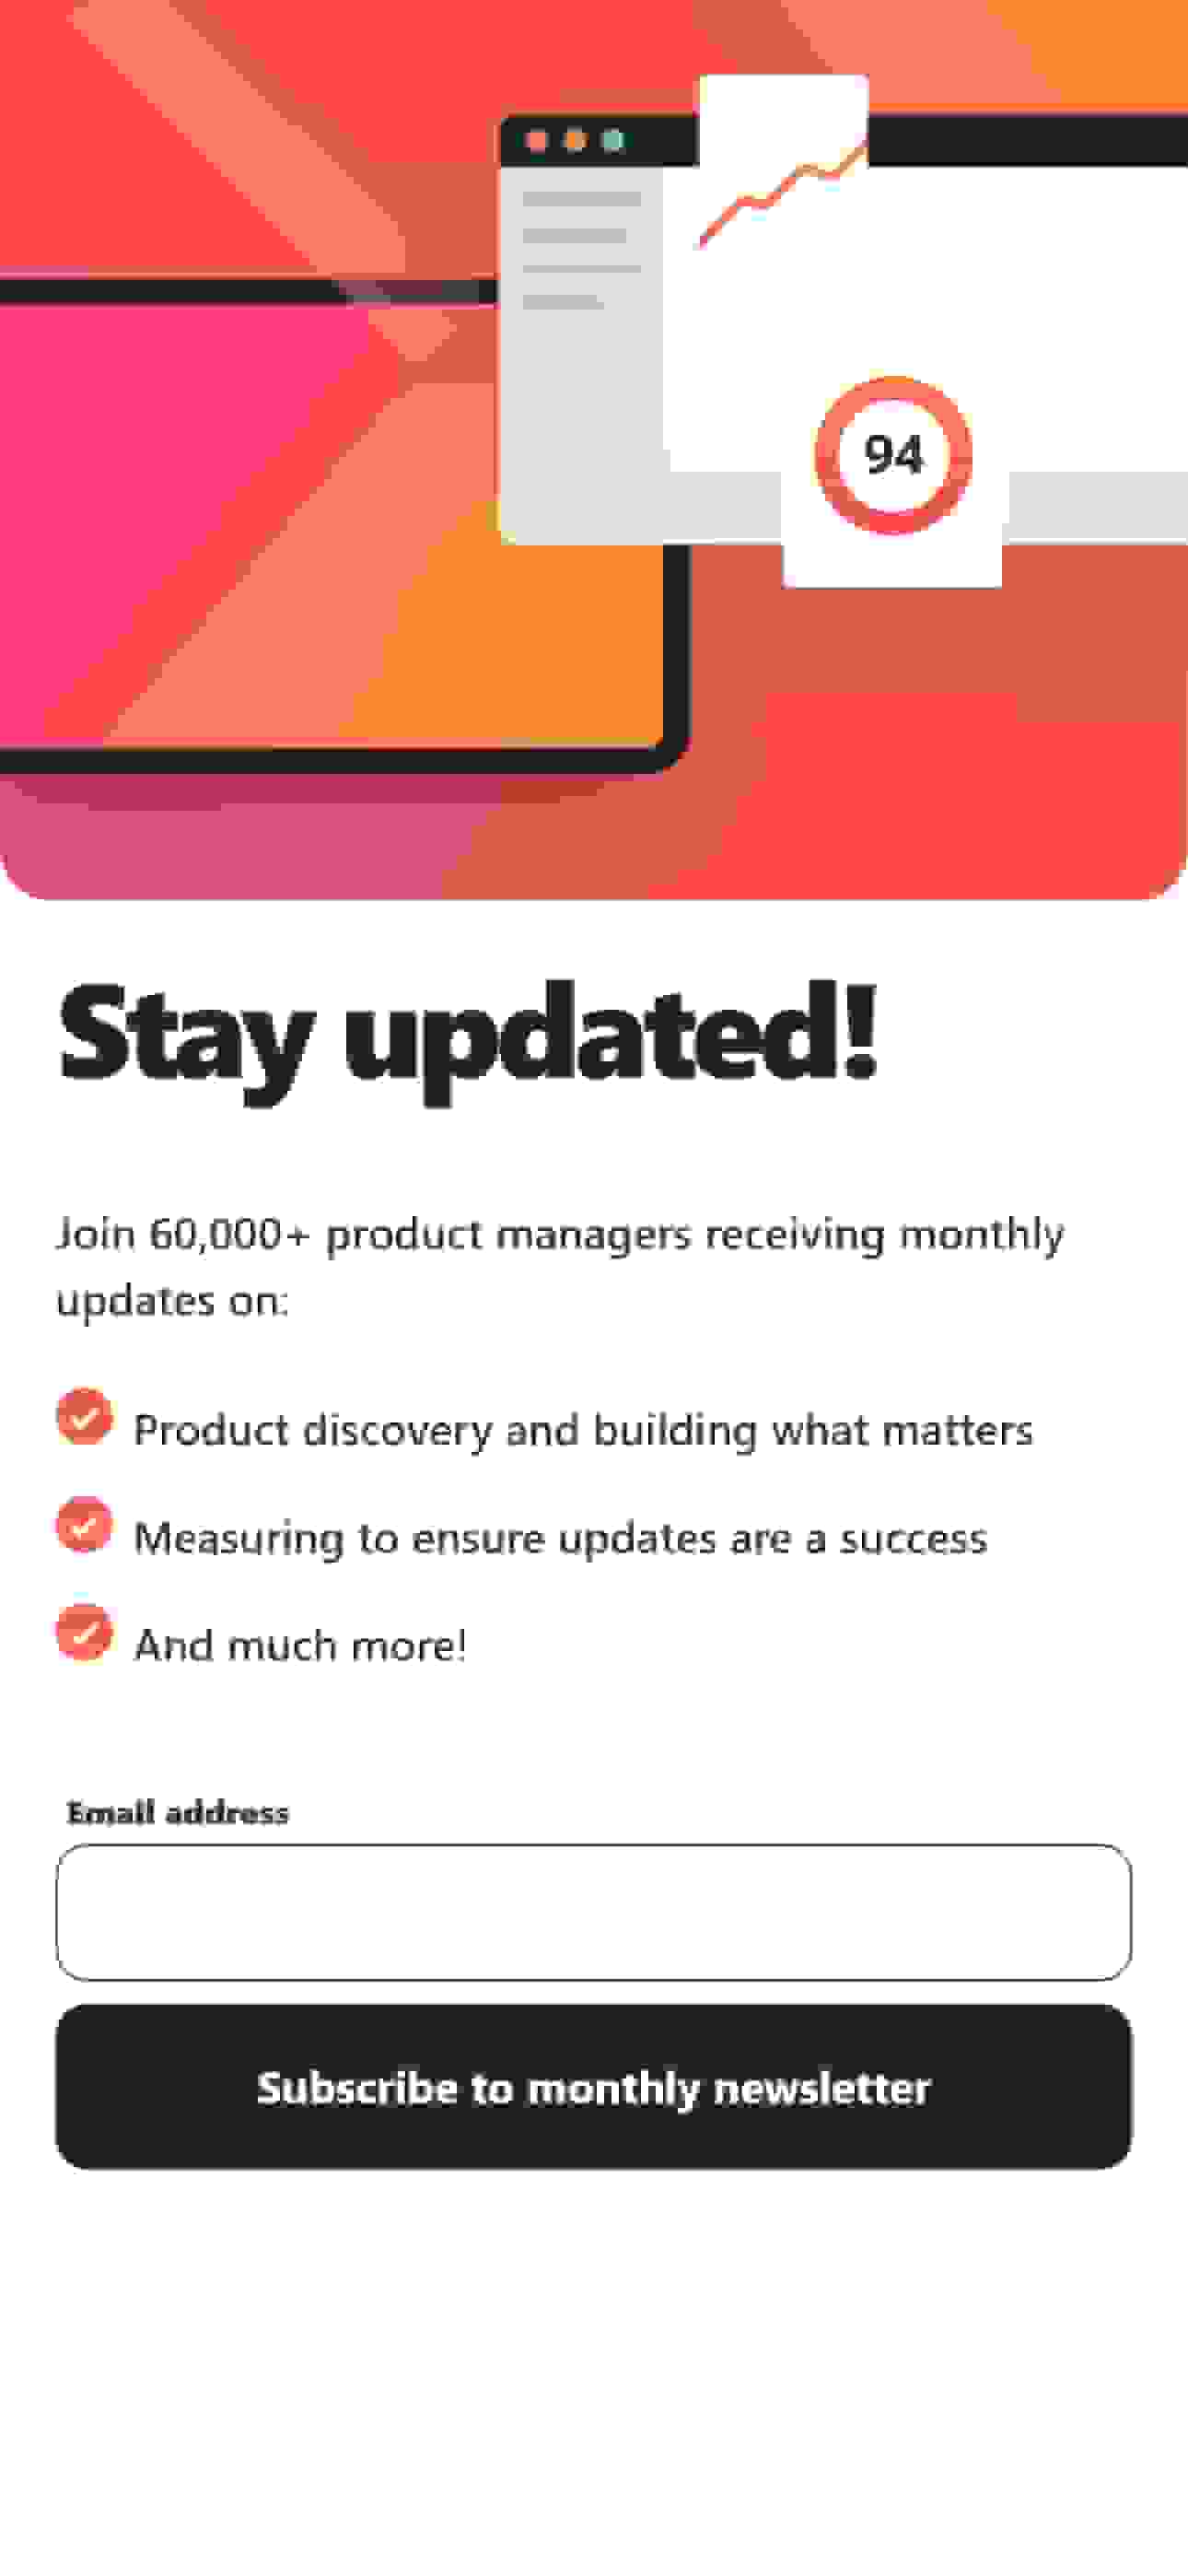 94
Stay updated!
Join 60,000+ product managers receiving monthly
updates on:
Product discovery and building what matters
Measuring to ensure updates are a success
And much more!
Email address
Subscribe to monthly newsletter